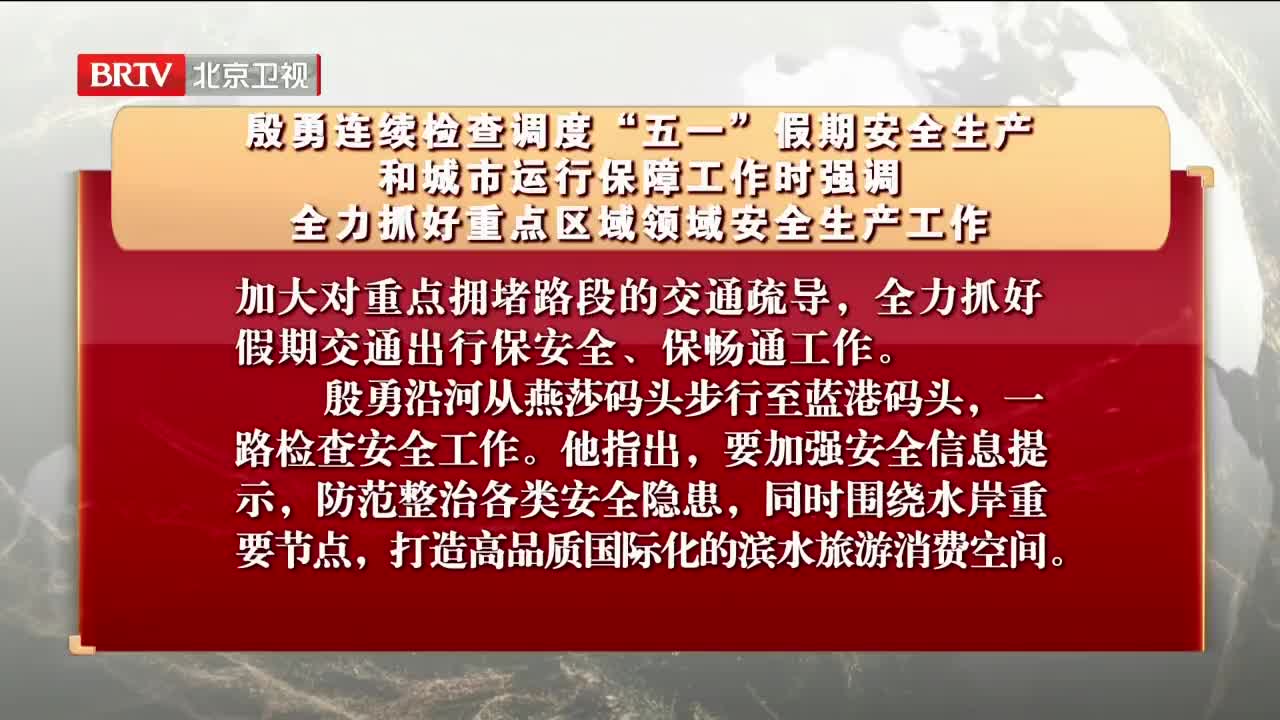 BRTV 北京卫视
殷勇连续检查调度“五一”假期安全生产
和城市运行保障工作时强调
全力抓好重点区域领域安全生产工作
加大对重点拥堵路段的交通疏导，全力抓好
假期交通出行保安全、保畅通工作。
殷勇沿河从燕莎码头步行至蓝港码头，一
路检查安全工作。他指出，要加强安全信息提
示，防范整治各类安全隐患，同时围绕水岸重
要节点，打造高品质国际化的滨水旅游消费空间。